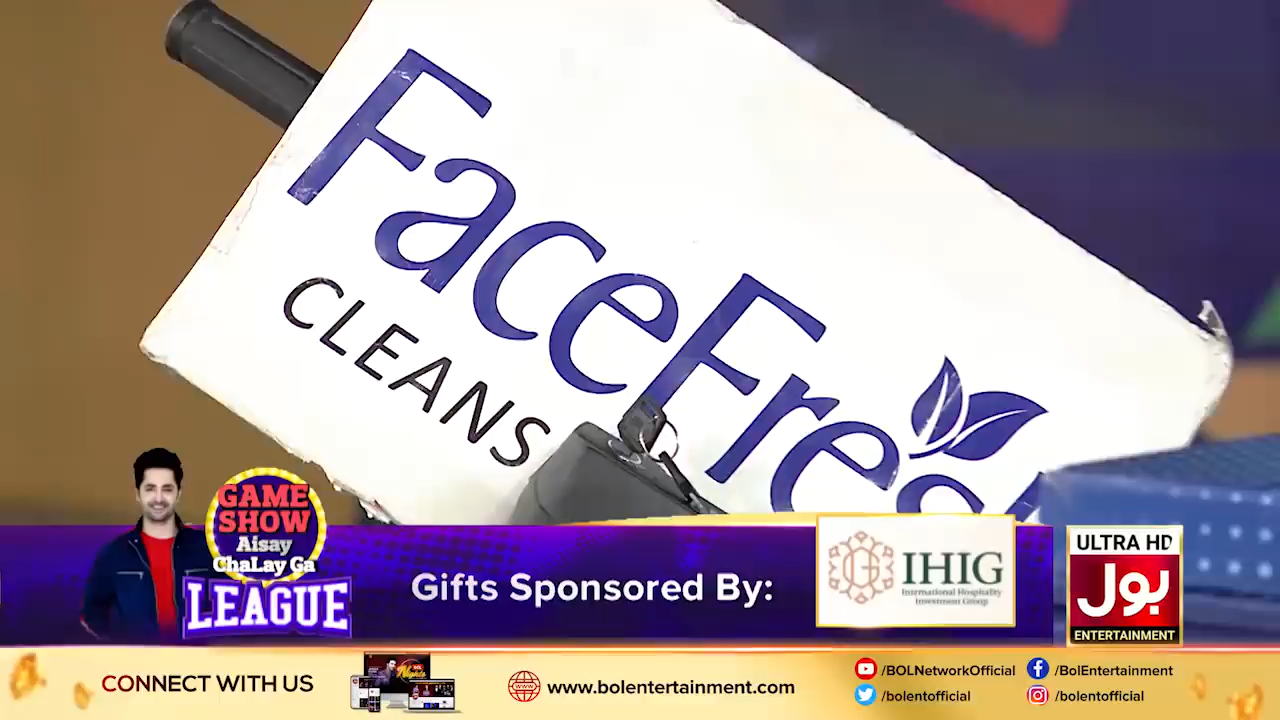 FaceFres
CLEANS
GAME
SHOW
Aisay
ChaLay Ga
LEAGUE
Gifts Sponsored By:
IHIG
International Hospitality
Investment Group
ULTRA HD
بول
ENTERTAINMENT
CONNECT WITH US
www.bolentertainment.com
/BOLNetworkOfficial
/BolEntertainment
/bolentofficial
/bolentofficial